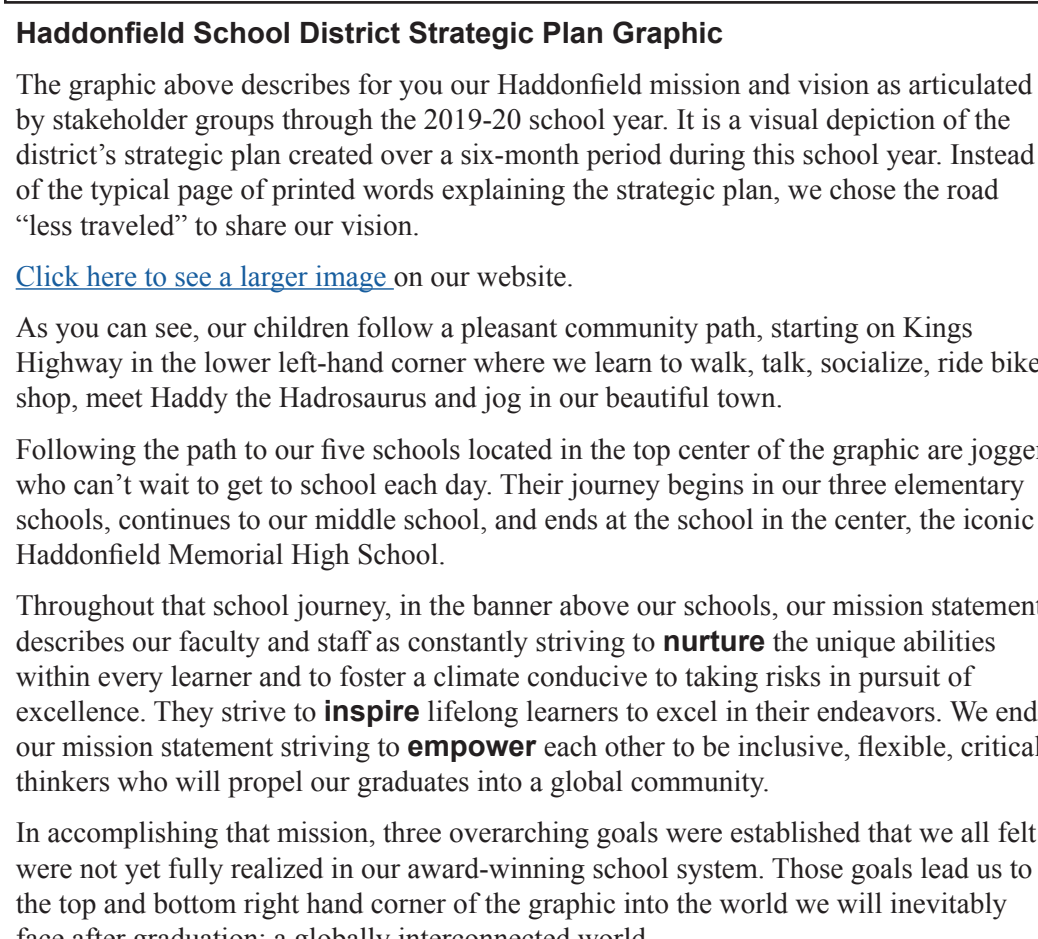 Haddonfield School District Strategic Plan Graphic
The graphic above describes for you our Haddonfield mission and vision as articulated
by stakeholder groups through the 2019-20 school year. It is a visual depiction of the
district’s strategic plan created over a six-month period during this school year. Instead
of the typical page of printed words explaining the strategic plan, we chose the road
“less traveled” to share our vision.
Click here to see a larger image on our website.
As you can see, our children follow a pleasant community path, starting on Kings
Highway in the lower left-hand corner where we learn to walk, talk, socialize, ride bike
shop, meet Haddy the Hadrosaurus and jog in our beautiful town.
Following the path to our five schools located in the top center of the graphic are jogger
who can’t wait to get to school each day. Their journey begins in our three elementary
schools, continues to our middle school, and ends at the school in the center, the iconic
Haddonfield Memorial High School.
Throughout that school journey, in the banner above our schools, our mission statement
describes our faculty and staff as constantly striving to nurture the unique abilities
within every learner and to foster a climate conducive to taking risks in pursuit of
excellence. They strive to inspire lifelong learners to excel in their endeavors. We end
our mission statement striving to empower each other to be inclusive, flexible, critical
thinkers who will propel our graduates into a global community.
In accomplishing that mission, three overarching goals were established that we all felt
were not yet fully realized in our award-winning school system. Those goals lead us to
the top and bottom right hand corner of the graphic into the world we will inevitably
face after graduation: a globally interconnected world.